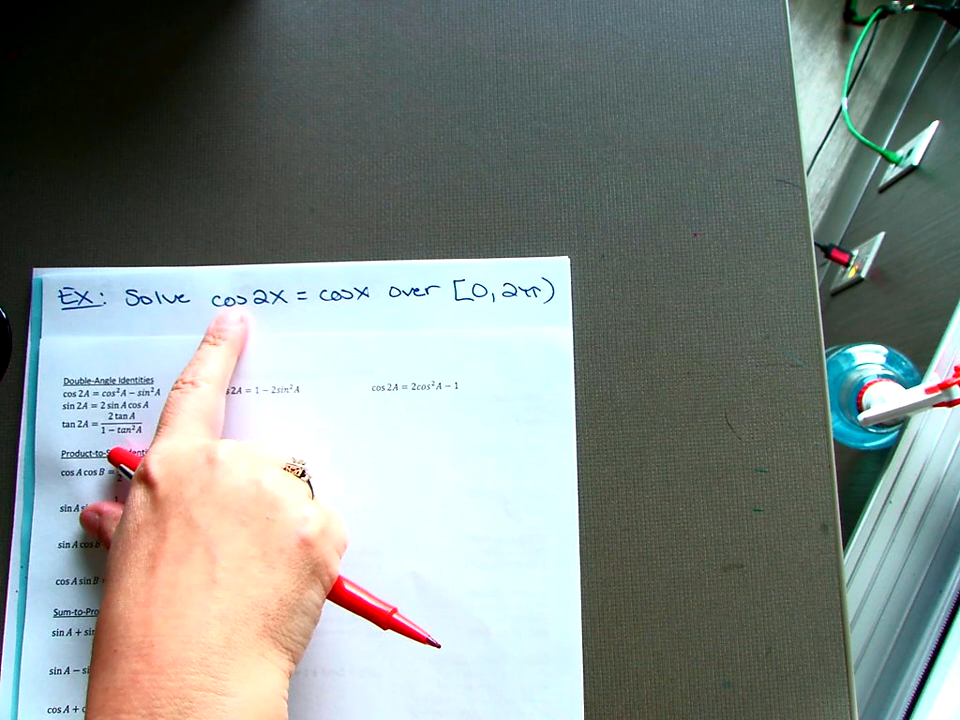 EX: Solve cos2x = cosx over [0, 2π)
Double-Angle Identities
cos 2A = cos²A − sin²A
2A = 1 − 2sin²A
cos 2A = 2cos²A − 1
sin 2A = 2 sin A cos A
tan 2A = 2 tan A / 1 − tan²A
Product-to-
cos A cos B =
sin A
sin A cos
cos A sin B
Sum-to-Pro
sin A + sin
sin A −
cos A +